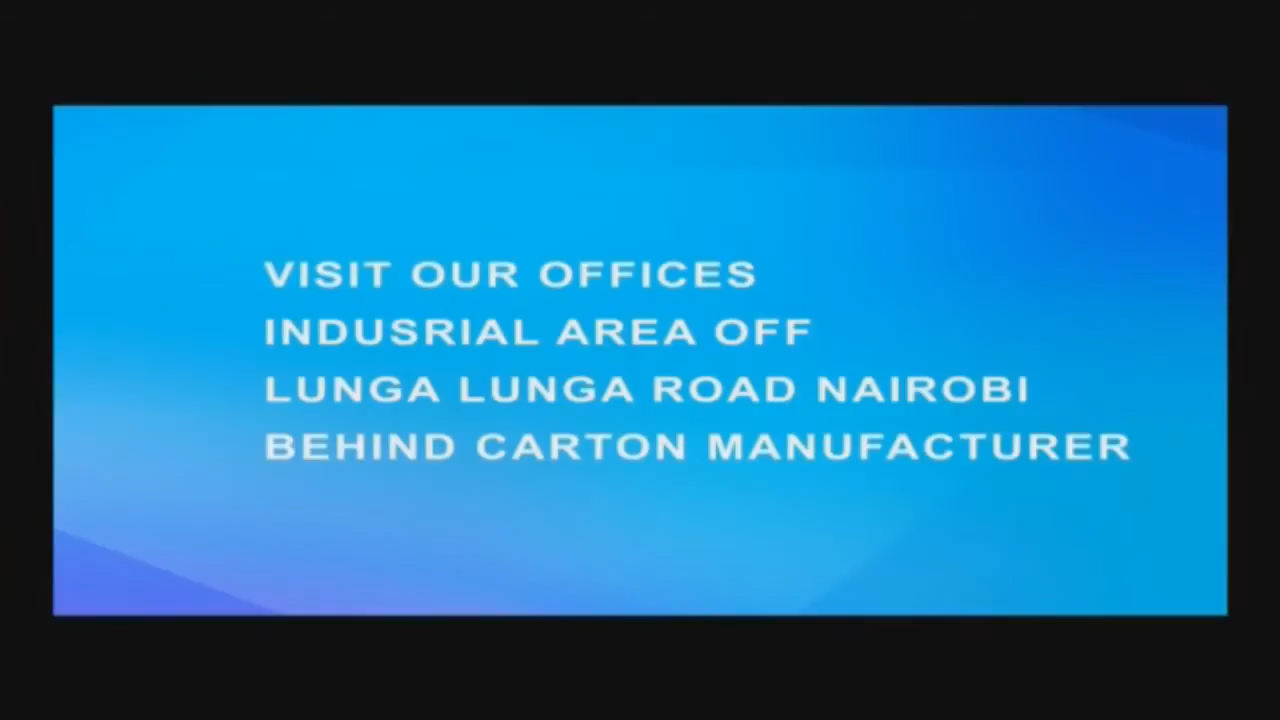 VISIT OUR OFFICES
INDUSRIAL AREA OFF
LUNGA LUNGA ROAD NAIROBI
BEHIND CARTON MANUFACTURER